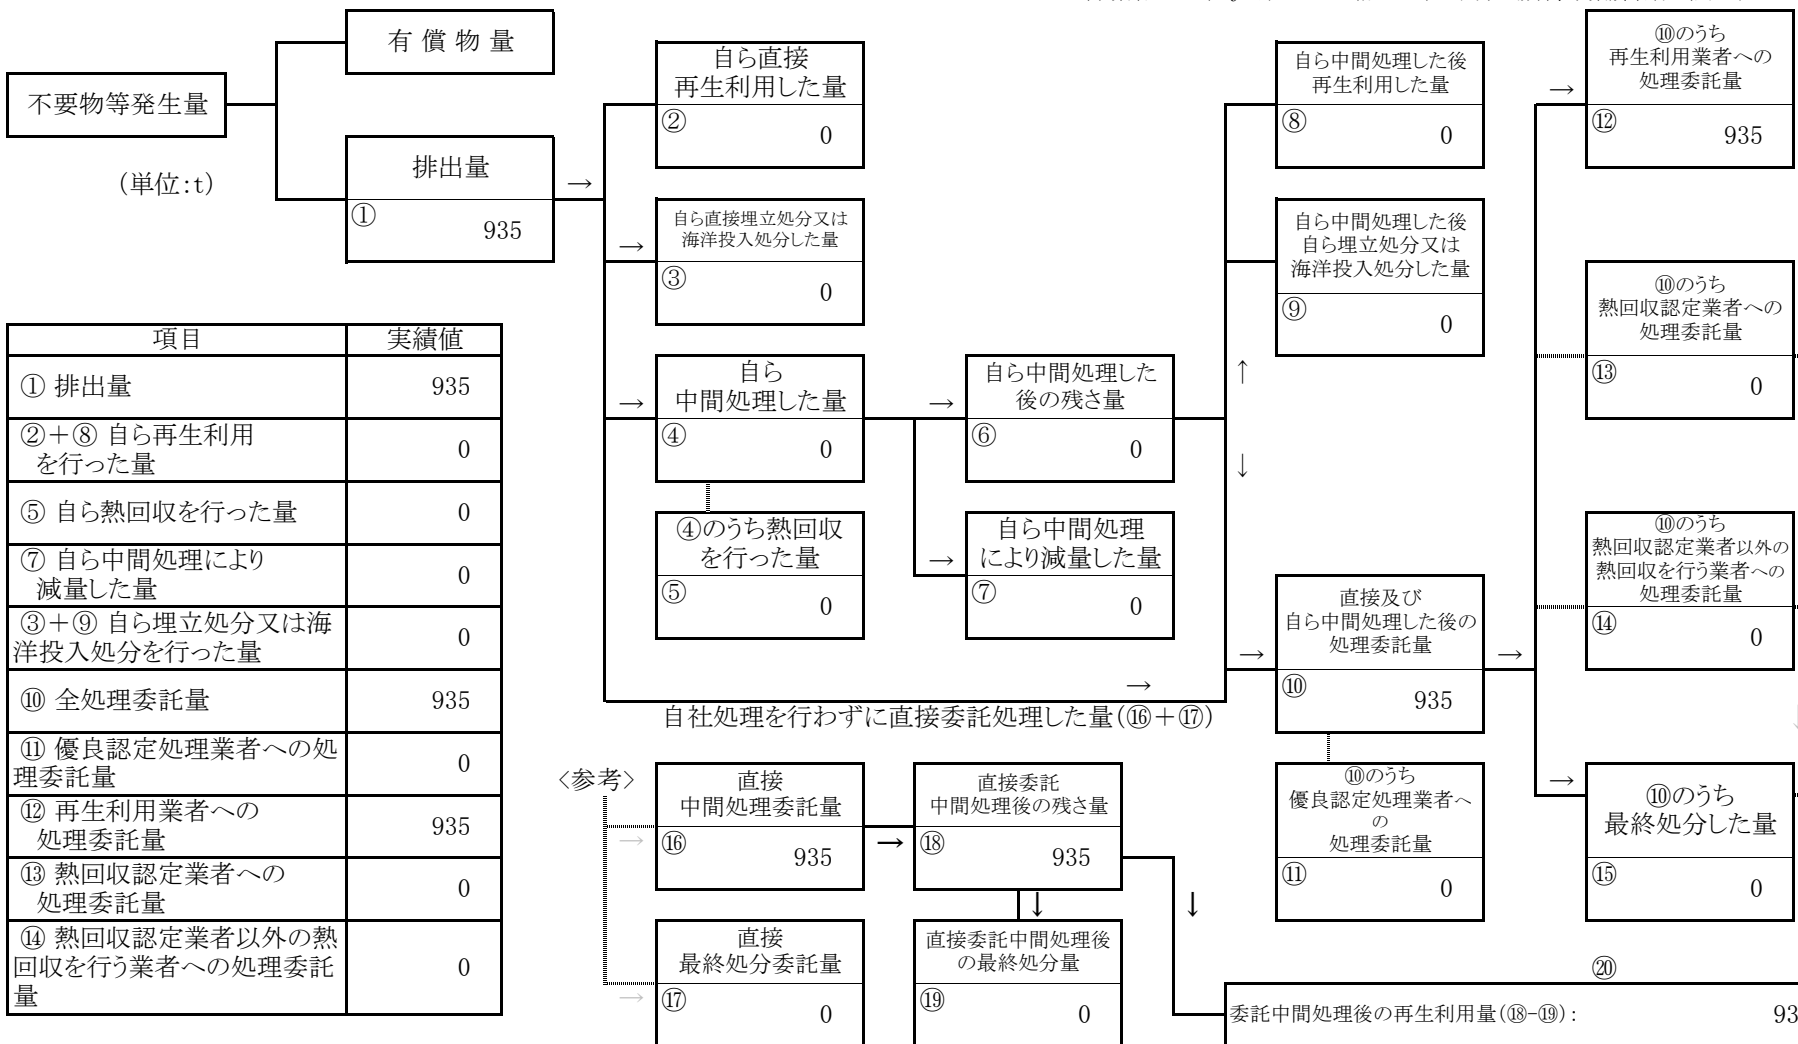 有償物量
不要物等発生量
(単位:t)
排出量
→
①
935
自ら直接
再生利用した量
②
0
→
自ら直接埋立処分又は
海洋投入処分した量
③
0
→
自ら
中間処理した量
④
0
④のうち熱回収
を行った量
⑤
0
→
自ら中間処理した
後の残さ量
⑥
0
→
自ら中間処理
により減量した量
⑦
0
自ら中間処理した後
再生利用した量
⑧
0
自ら中間処理した後
自ら埋立処分又は
海洋投入処分した量
⑨
0
↑
↓
→
自社処理を行わずに直接委託処理した量(⑯+⑰)
→
直接及び
自ら中間処理した後の
処理委託量
⑩
935
→
⑩のうち
優良認定処理業者へ
の
処理委託量
⑪
0
→
⑩のうち
再生利用業者への
処理委託量
⑫
935
⑩のうち
熱回収認定業者への
処理委託量
⑬
0
⑩のうち
熱回収認定業者以外の
熱回収を行う業者への
処理委託量
⑭
0
→
⑩のうち
最終処分した量
⑮
0
項目 実績値
① 排出量 935
②+⑧ 自ら再生利用
を行った量 0
⑤ 自ら熱回収を行った量 0
⑦ 自ら中間処理により
減量した量 0
③+⑨ 自ら埋立処分又は海
洋投入処分を行った量 0
⑩ 全処理委託量 935
⑪ 優良認定処理業者への処
理委託量 0
⑫ 再生利用業者への
処理委託量 935
⑬ 熱回収認定業者への
処理委託量 0
⑭ 熱回収認定業者以外の熱
回収を行う業者への処理委託
量 0
<参考>
→
直接
中間処理委託量
⑯
935
→
直接委託
中間処理後の残さ量
⑱
935
↓
↓
→
直接
最終処分委託量
⑰
0
直接委託中間処理後
の最終処分量
⑲
0
⑳
委託中間処理後の再生利用量(⑱-⑲):
93